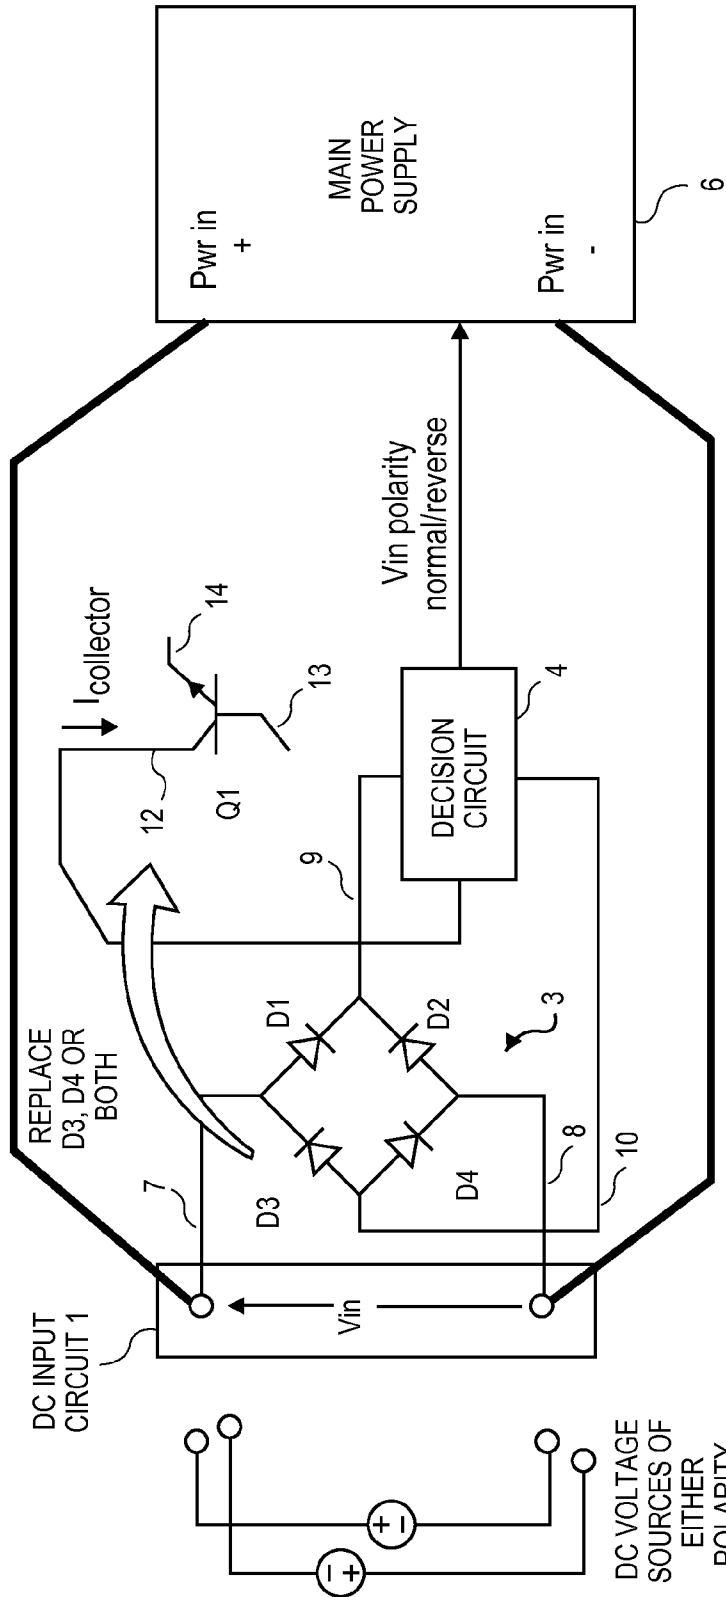 DC VOLTAGE
SOURCES OF
EITHER
POLARITY
+
-
-
+
DC INPUT
CIRCUIT 1
Vin
7
8
10
REPLACE
D3, D4 OR
BOTH
D3
D1
D4
D2
3
9
12
Q1
Icollector
14
13
DECISION
CIRCUIT
4
Vin polarity
normal/reverse
Pwr in
+
MAIN
POWER
SUPPLY
Pwr in
-
6